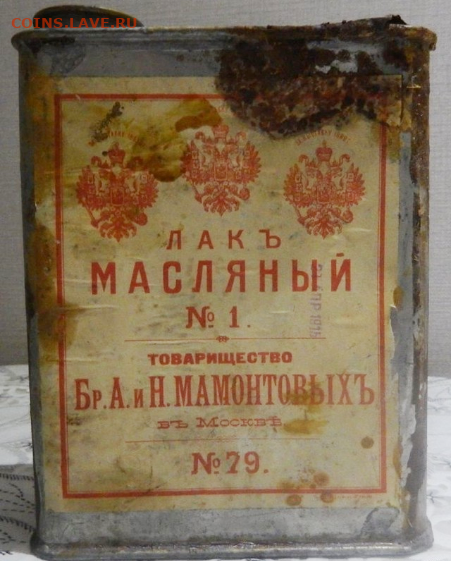 COINS.LAVE.RU
ЛАКЪ
МАСЛЯНЫЙ
№ 1.
ТОВАРИЩЕСТВО
Бр. А. и Н. МАМОНТОВЫХЪ
въ Москвѣ
№ 79.